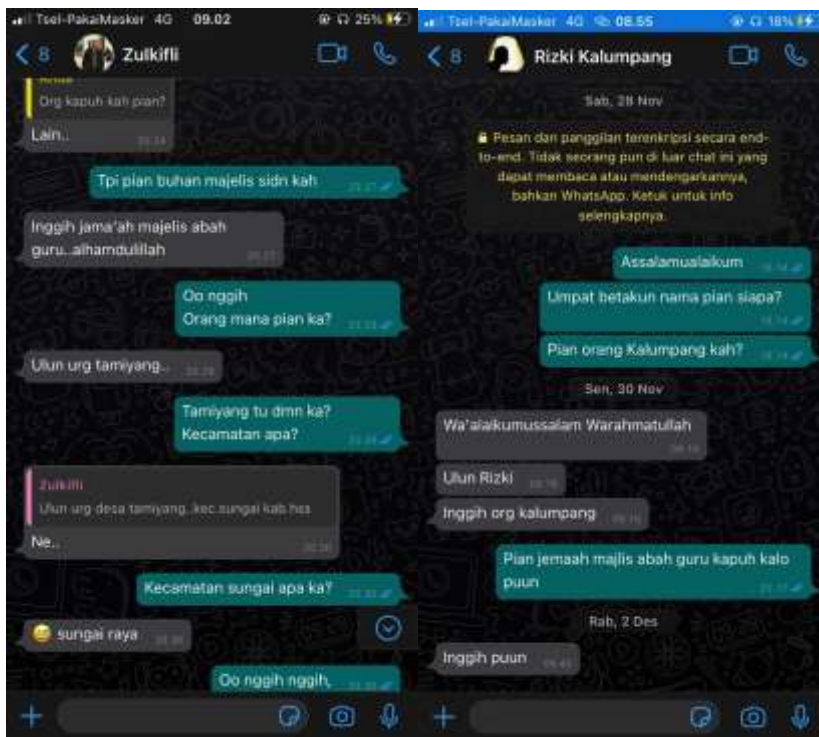 Tsel-PakaiMasker 4G 09.02 25%
8 Zulkifli
Org kapuh kah pian?
Lain..
Tpi pian buhan majelis sidn kah
Inggih jama'ah majelis abah
guru..alhamdulillah
Oo nggih
Orang mana pian ka?
Ulun urg tamiyang..
Tamiyang tu dmn ka?
Kecamatan apa?
Zulkifli
Ulun urg desa tamiyang..kec.sungai kab hss
Ne..
Kecamatan sungai apa ka?
😅 sungai raya
Oo nggih nggih,
Tsel-PakaiMasker 4G 08.55 18%
8 Rizki Kalumpang
Sab, 28 Nov
Pesan dan panggilan terenkripsi secara end-
to-end. Tidak seorang pun di luar chat ini yang
dapat membaca atau mendengarkannya,
bahkan WhatsApp. Ketuk untuk info
selengkapnya.
Assalamualaikum
Umpat betakun nama pian siapa?
Pian orang Kalumpang kah?
Sen, 30 Nov
Wa'alaikumussalam Warahmatullah
Ulun Rizki
Inggih org kalumpang
Pian jemaah majlis abah guru kapuh kalo
puun
Rab, 2 Des
Inggih puun